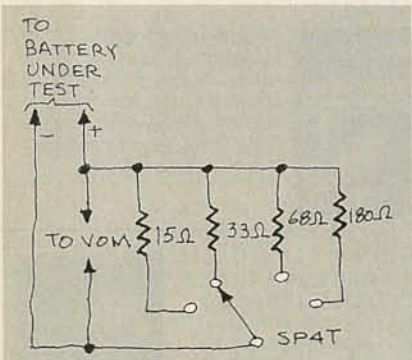 TO
BATTERY
UNDER
TEST
- +
TO VOM 15Ω 33Ω 68Ω 180Ω
SP4T